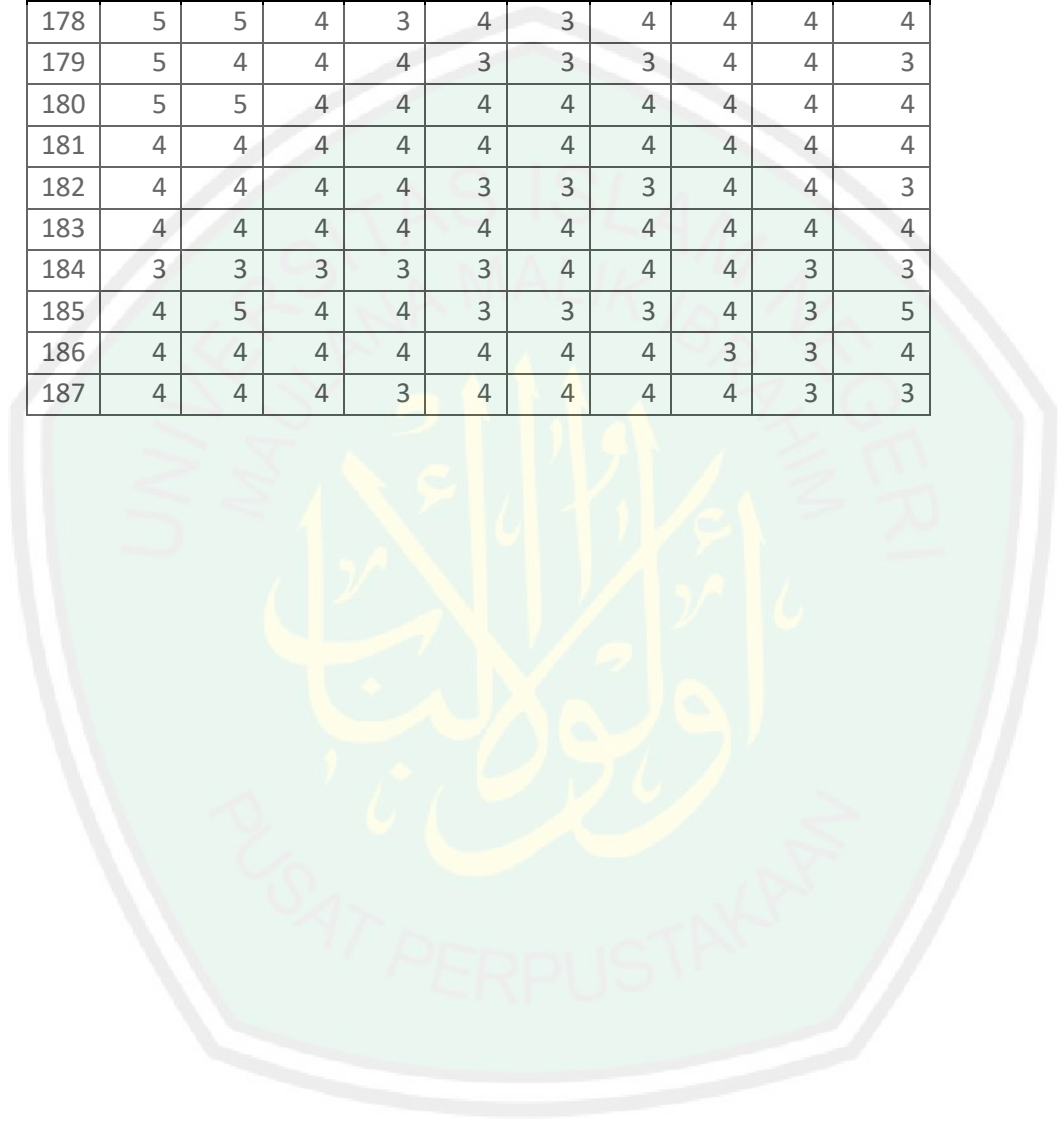 178 5 5 4 3 4 3 4 4 4 4
179 5 4 4 4 3 3 3 4 4 3
180 5 5 4 4 4 4 4 4 4 4
181 4 4 4 4 4 4 4 4 4 4
182 4 4 4 4 3 3 3 4 4 3
183 4 4 4 4 4 4 4 4 4 4
184 3 3 3 3 3 4 4 4 3 3
185 4 5 4 4 3 3 3 4 3 5
186 4 4 4 4 4 4 4 3 3 4
187 4 4 4 3 4 4 4 4 3 3
UNIVERSITAS ISLAM NEGERI
MAULANA MALIK IBRAHIM
أولوا الألباب
PUSAT PERPUSTAKAAN